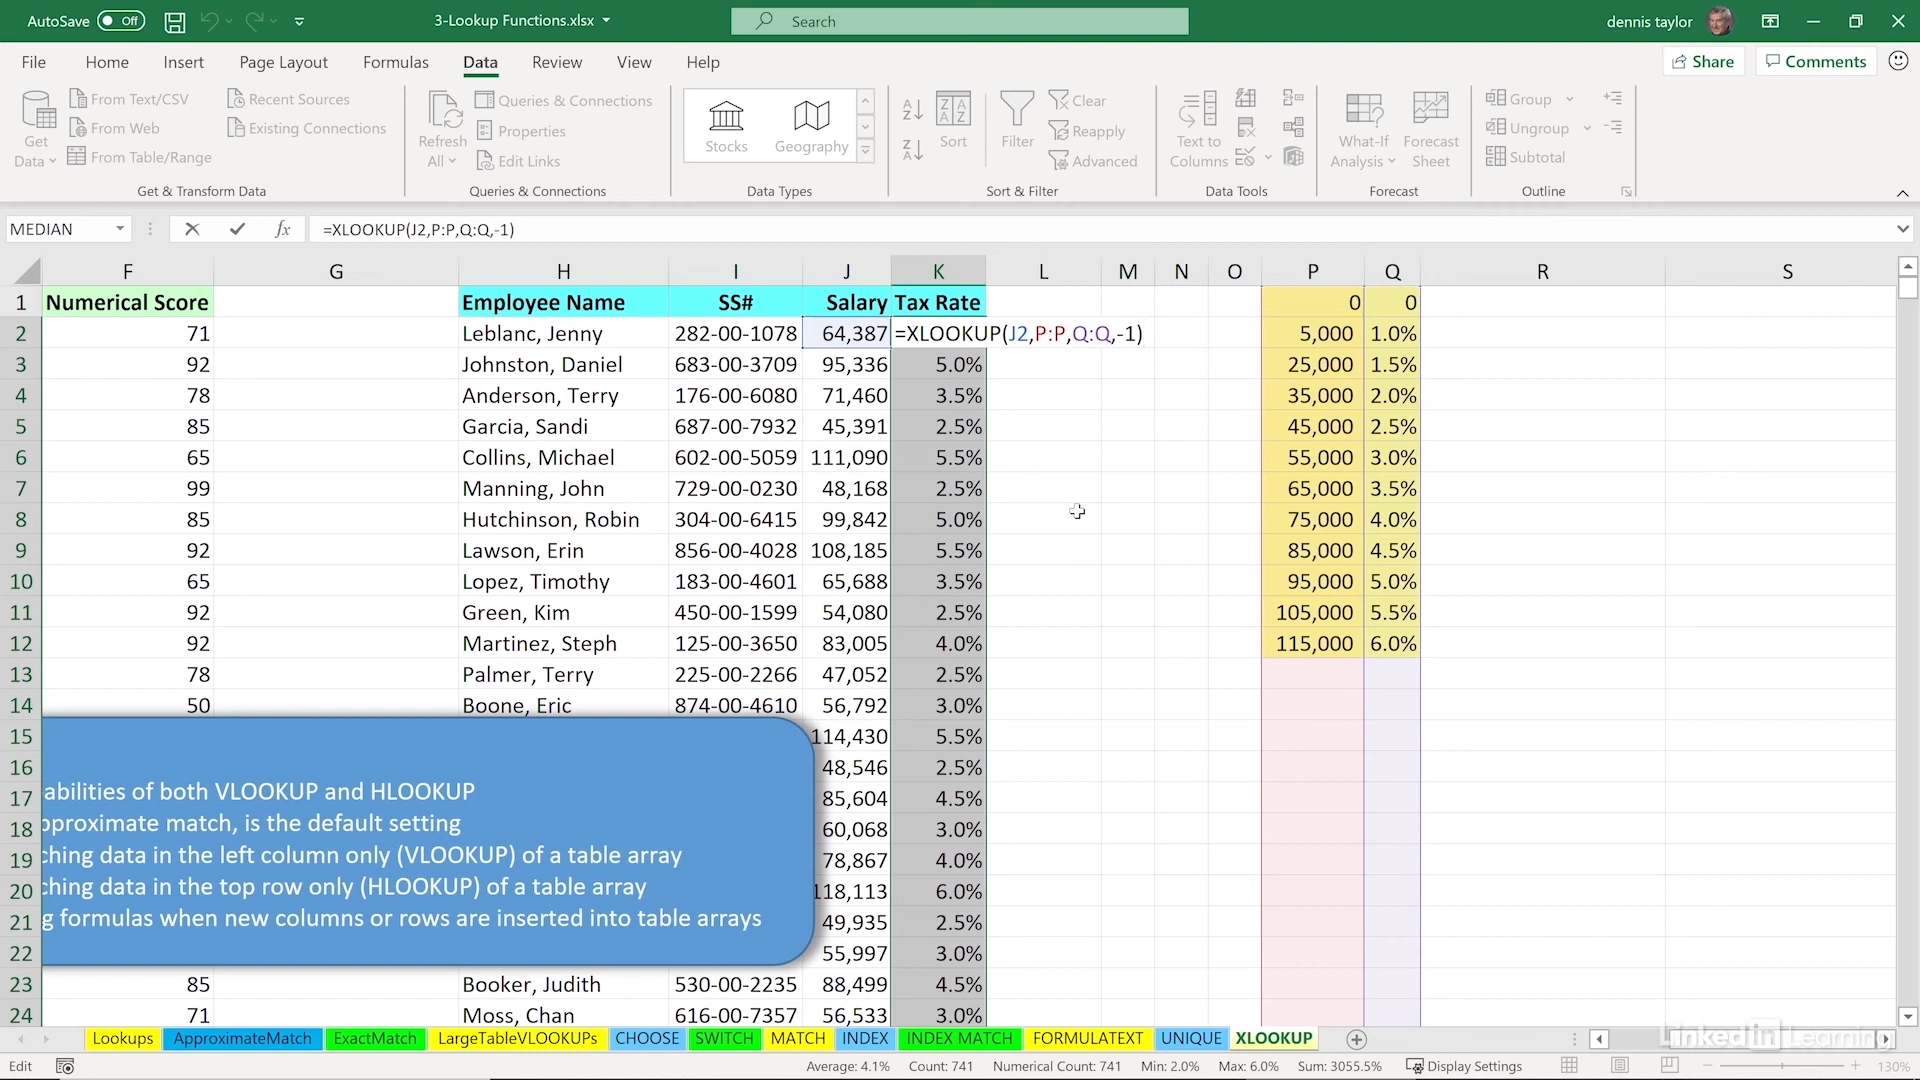 AutoSave Off
3-Lookup Functions.xlsx
Search
dennis taylor
File Home Insert Page Layout Formulas Data Review View Help
Share Comments
Get Data
From Text/CSV
From Web
From Table/Range
Recent Sources
Existing Connections
Get & Transform Data
Refresh All
Queries & Connections
Properties
Edit Links
Queries & Connections
Stocks
Geography
Data Types
Sort
Filter
Clear
Reapply
Advanced
Sort & Filter
Text to Columns
Data Tools
What-If Analysis
Forecast Sheet
Forecast
Group
Ungroup
Subtotal
Outline
MEDIAN
fx
=XLOOKUP(J2,P:P,Q:Q,-1)
F G H I J K L M N O P Q R S
1 Numerical Score Employee Name SS# Salary Tax Rate 0 0
2 71 Leblanc, Jenny 282-00-1078 64,387 =XLOOKUP(J2,P:P,Q:Q,-1) 5,000 1.0%
3 92 Johnston, Daniel 683-00-3709 95,336 5.0% 25,000 1.5%
4 78 Anderson, Terry 176-00-6080 71,460 3.5% 35,000 2.0%
5 85 Garcia, Sandi 687-00-7932 45,391 2.5% 45,000 2.5%
6 65 Collins, Michael 602-00-5059 111,090 5.5% 55,000 3.0%
7 99 Manning, John 729-00-0230 48,168 2.5% 65,000 3.5%
8 85 Hutchinson, Robin 304-00-6415 99,842 5.0% 75,000 4.0%
9 92 Lawson, Erin 856-00-4028 108,185 5.5% 85,000 4.5%
10 65 Lopez, Timothy 183-00-4601 65,688 3.5% 95,000 5.0%
11 92 Green, Kim 450-00-1599 54,080 2.5% 105,000 5.5%
12 92 Martinez, Steph 125-00-3650 83,005 4.0% 115,000 6.0%
13 78 Palmer, Terry 225-00-2266 47,052 2.5%
14 50 Boone, Eric 874-00-4610 56,792 3.0%
15 114,430 5.5%
16 48,546 2.5%
17 abilities of both VLOOKUP and HLOOKUP 85,604 4.5%
18 pproximate match, is the default setting 60,068 3.0%
19 ching data in the left column only (VLOOKUP) of a table array 78,867 4.0%
20 ching data in the top row only (HLOOKUP) of a table array 118,113 6.0%
21 g formulas when new columns or rows are inserted into table arrays 49,935 2.5%
22 55,997 3.0%
23 85 Booker, Judith 530-00-2235 88,499 4.5%
24 71 Moss, Chan 616-00-7357 56,533 3.0%
Lookups ApproximateMatch ExactMatch LargeTableVLOOKUPs CHOOSE SWITCH MATCH INDEX INDEX MATCH FORMULATEXT UNIQUE XLOOKUP
LinkedIn Learning
Edit Average: 4.1% Count: 741 Numerical Count: 741 Min: 2.0% Max: 6.0% Sum: 3055.5% Display Settings 130%